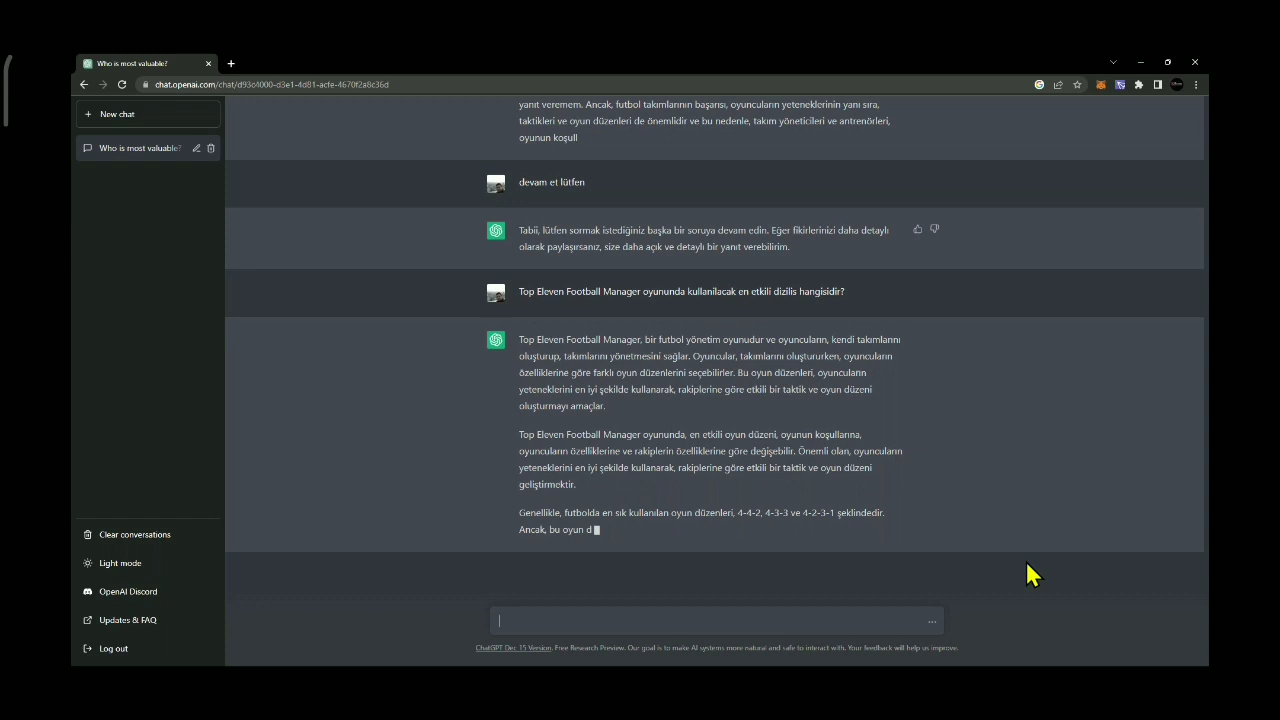 Who is most valuable?
chat.openai.com/chat/d93c4000-d3e1-4d81-acfe-4670f2a8c36d
New chat
Who is most valuable?
yanıt veremem. Ancak, futbol takımlarının başarısı, oyuncuların yeteneklerinin yanı sıra,
taktikleri ve oyun düzenleri de önemlidir ve bu nedenle, takım yöneticileri ve antrenörleri,
oyunun koşull
devam et lütfen
Tabii, lütfen sormak istediğiniz başka bir soruya devam edin. Eğer fikirlerinizi daha detaylı
olarak paylaşırsanız, size daha açık ve detaylı bir yanıt verebilirim.
Top Eleven Football Manager oyununda kullanilacak en etkili dizilis hangisidir?
Top Eleven Football Manager, bir futbol yönetim oyunudur ve oyuncuların, kendi takımlarını
oluşturup, takımlarını yönetmesini sağlar. Oyuncular, takımlarını oluştururken, oyuncuların
özelliklerine göre farklı oyun düzenlerini seçebilirler. Bu oyun düzenleri, oyuncuların
yeteneklerini en iyi şekilde kullanarak, rakiplerine göre etkili bir taktik ve oyun düzeni
oluşturmayı amaçlar.
Top Eleven Football Manager oyununda, en etkili oyun düzeni, oyunun koşullarına,
oyuncuların özelliklerine ve rakiplerin özelliklerine göre değişebilir. Önemli olan, oyuncuların
yeteneklerini en iyi şekilde kullanarak, rakiplerine göre etkili bir taktik ve oyun düzeni
geliştirmektir.
Genellikle, futbolda en sık kullanılan oyun düzenleri, 4-4-2, 4-3-3 ve 4-2-3-1 şeklindedir.
Ancak, bu oyun d
Clear conversations
Light mode
OpenAI Discord
Updates & FAQ
Log out
ChatGPT Dec 15 Version. Free Research Preview. Our goal is to make AI systems more natural and safe to interact with. Your feedback will help us improve.